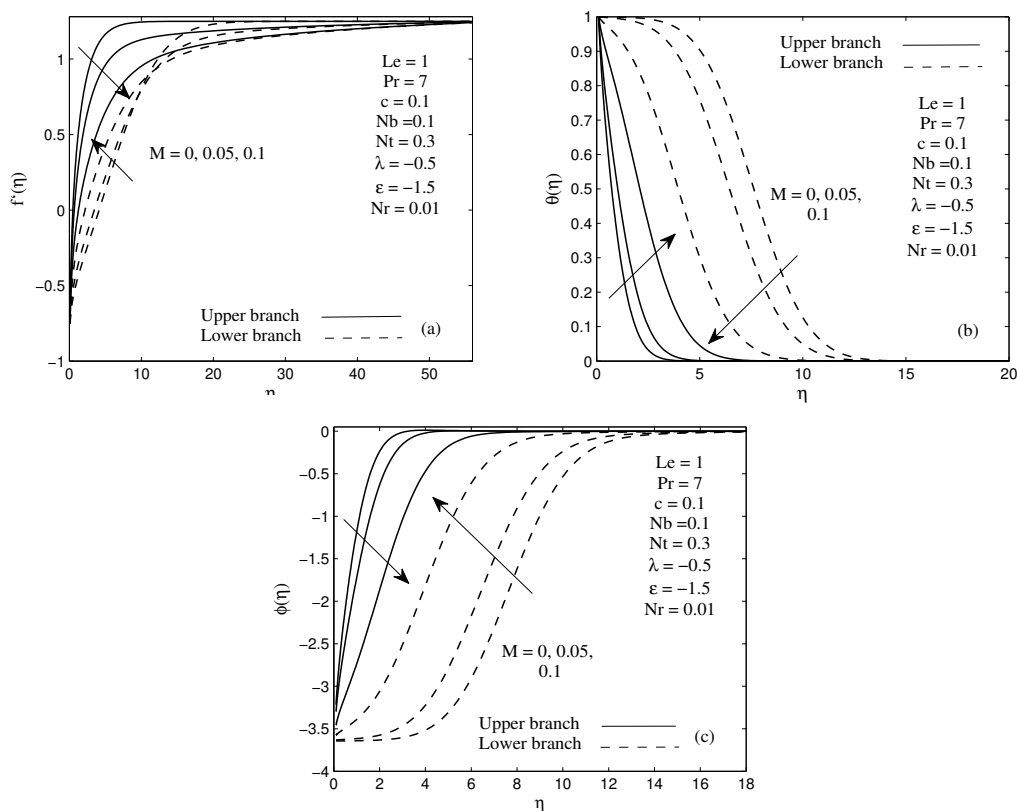 1
0.5
0
−0.5
−1
0
10
20
30
40
50
f‘(η)
η
M = 0, 0.05, 0.1
Le = 1
Pr = 7
c = 0.1
Nb =0.1
Nt = 0.3
λ = −0.5
ε = −1.5
Nr = 0.01
Upper branch
Lower branch
(a)
1
0.9
0.8
0.7
0.6
0.5
0.4
0.3
0.2
0.1
0
0
5
10
15
20
θ(η)
η
Upper branch
Lower branch
M = 0, 0.05,
0.1
Le = 1
Pr = 7
c = 0.1
Nb =0.1
Nt = 0.3
λ = −0.5
ε = −1.5
Nr = 0.01
(b)
0
−0.5
−1
−1.5
−2
−2.5
−3
−3.5
−4
0
2
4
6
8
10
12
14
16
18
ϕ(η)
η
Le = 1
Pr = 7
c = 0.1
Nb =0.1
Nt = 0.3
λ = −0.5
ε = −1.5
Nr = 0.01
M = 0, 0.05,
0.1
Upper branch
Lower branch
(c)